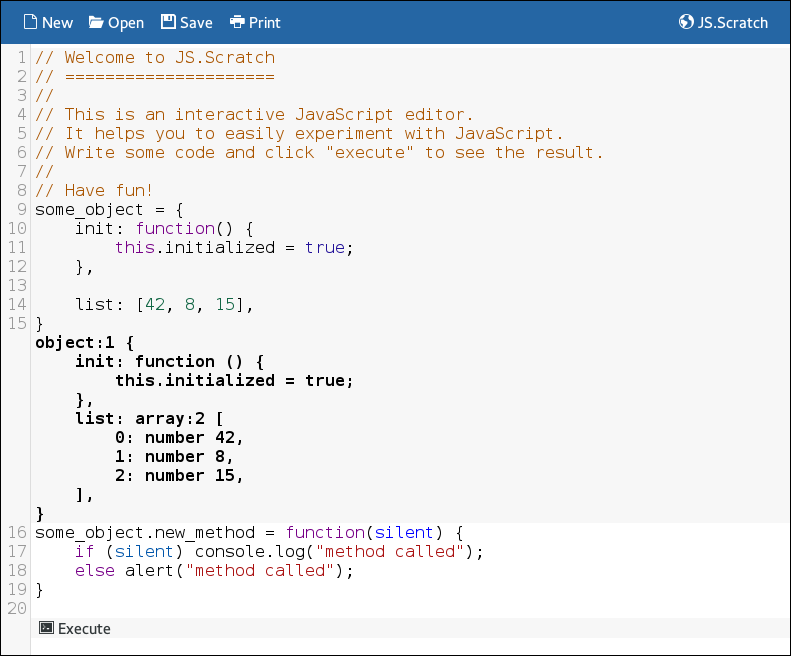 New Open Save Print JS.Scratch
1 // Welcome to JS.Scratch
2 // =====================
3 //
4 // This is an interactive JavaScript editor.
5 // It helps you to easily experiment with JavaScript.
6 // Write some code and click "execute" to see the result.
7 //
8 // Have fun!
9 some_object = {
10     init: function() {
11         this.initialized = true;
12     },
13
14     list: [42, 8, 15],
15 }
object:1 {
    init: function () {
        this.initialized = true;
    },
    list: array:2 [
        0: number 42,
        1: number 8,
        2: number 15,
    ],
}
16 some_object.new_method = function(silent) {
17     if (silent) console.log("method called");
18     else alert("method called");
19 }
20
Execute